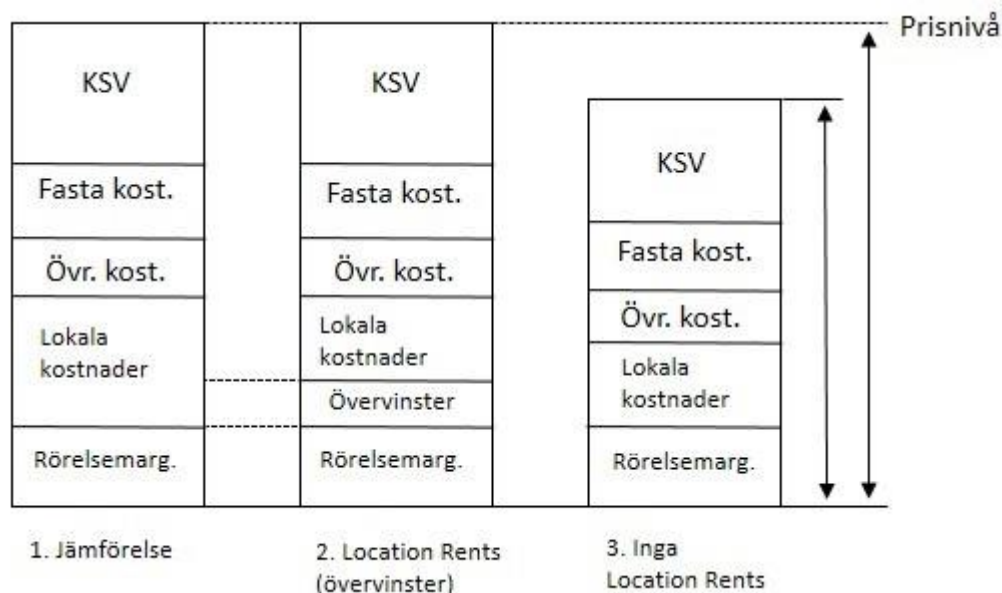 Prisnivå
KSV
Fasta kost.
Övr. kost.
Lokala
kostnader
Rörelsemarg.
1. Jämförelse
KSV
Fasta kost.
Övr. kost.
Lokala
kostnader
Övervinster
Rörelsemarg.
2. Location Rents
(övervinster)
KSV
Fasta kost.
Övr. kost.
Lokala
kostnader
Rörelsemarg.
3. Inga
Location Rents